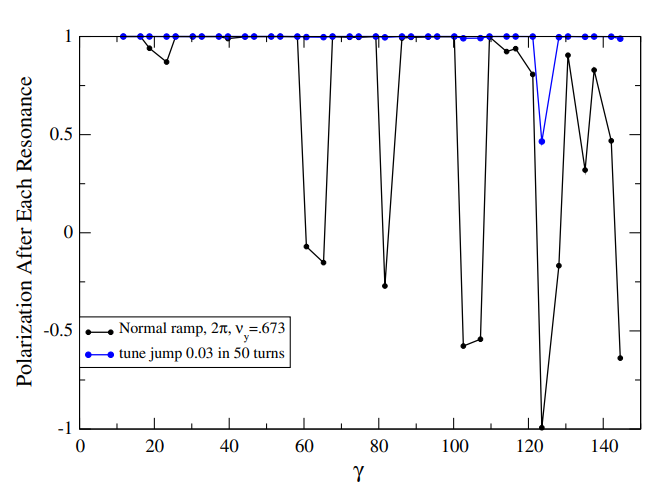 Polarization After Each Resonance
1
0.5
0
-0.5
-1
Normal ramp, 2π, νy=.673
tune jump 0.03 in 50 turns
0 20 40 60 80 100 120 140
γ